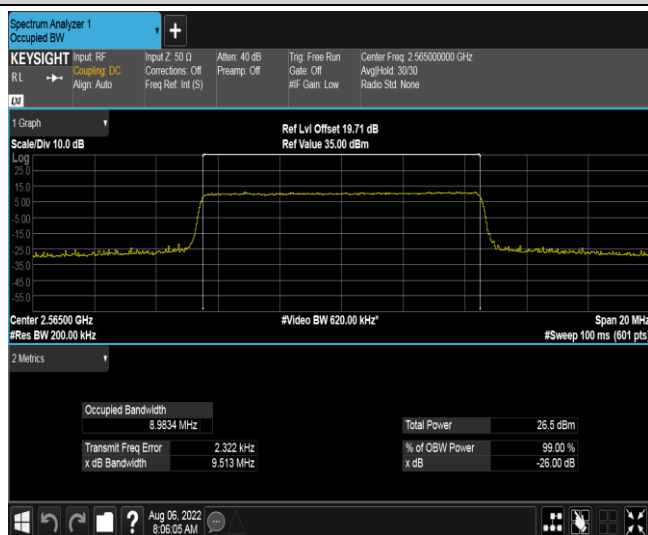 Spectrum Analyzer 1
Occupied BW
+
KEYSIGHT
R L
LXI
Input: RF
Coupling: DC
Align: Auto
Input Z: 50 Ω
Corrections: Off
Freq Ref: Int (S)
Atten: 40 dB
Preamp: Off
Trig: Free Run
Gate: Off
#IF Gain: Low
Center Freq: 2.565000000 GHz
Avg|Hold: 30/30
Radio Std: None
1 Graph
Scale/Div 10.0 dB
Ref Lvl Offset 19.71 dB
Ref Value 35.00 dBm
Log
25.0
15.0
5.00
-5.00
-15.0
-25.0
-35.0
-45.0
-55.0
Center 2.56500 GHz
#Res BW 200.00 kHz
#Video BW 620.00 kHz*
Span 20 MHz
#Sweep 100 ms (601 pts)
2 Metrics
Occupied Bandwidth
8.9834 MHz
Transmit Freq Error 2.322 kHz
x dB Bandwidth 9.513 MHz
Total Power 26.5 dBm
% of OBW Power 99.00 %
x dB -26.00 dB
?
Aug 06, 2022
8:06:05 AM